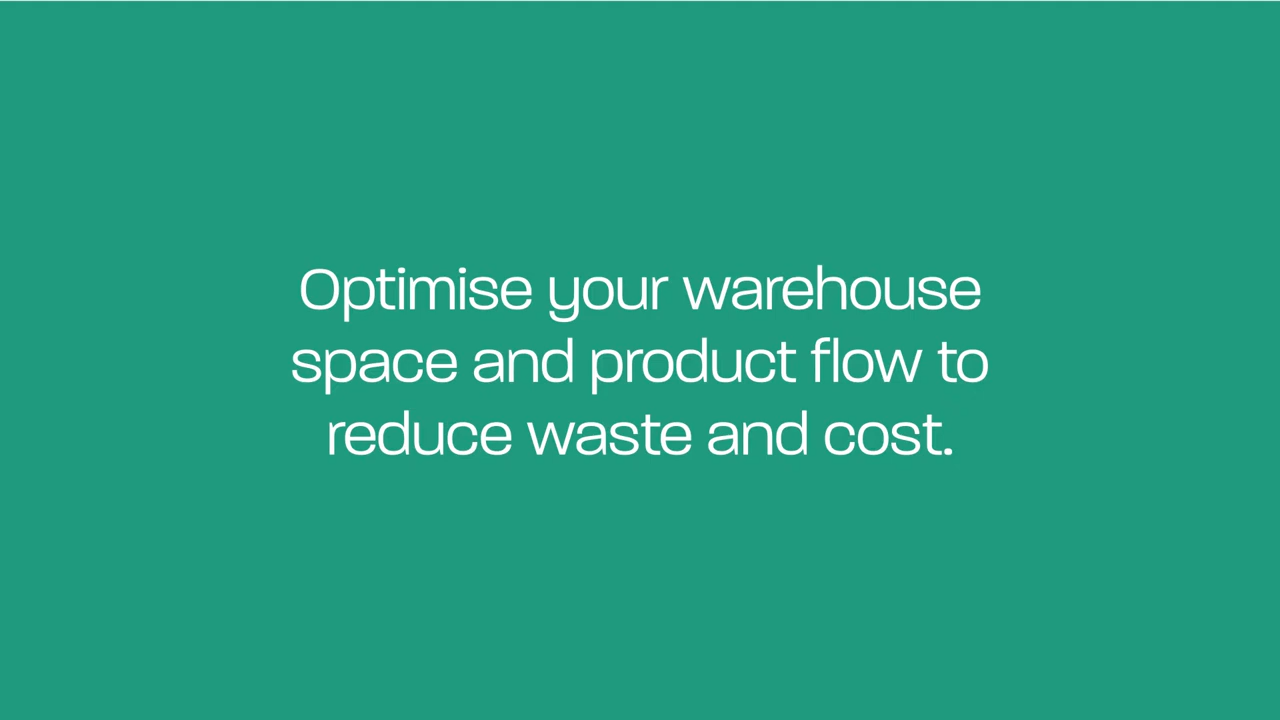 Optimise your warehouse
space and product flow to
reduce waste and cost.